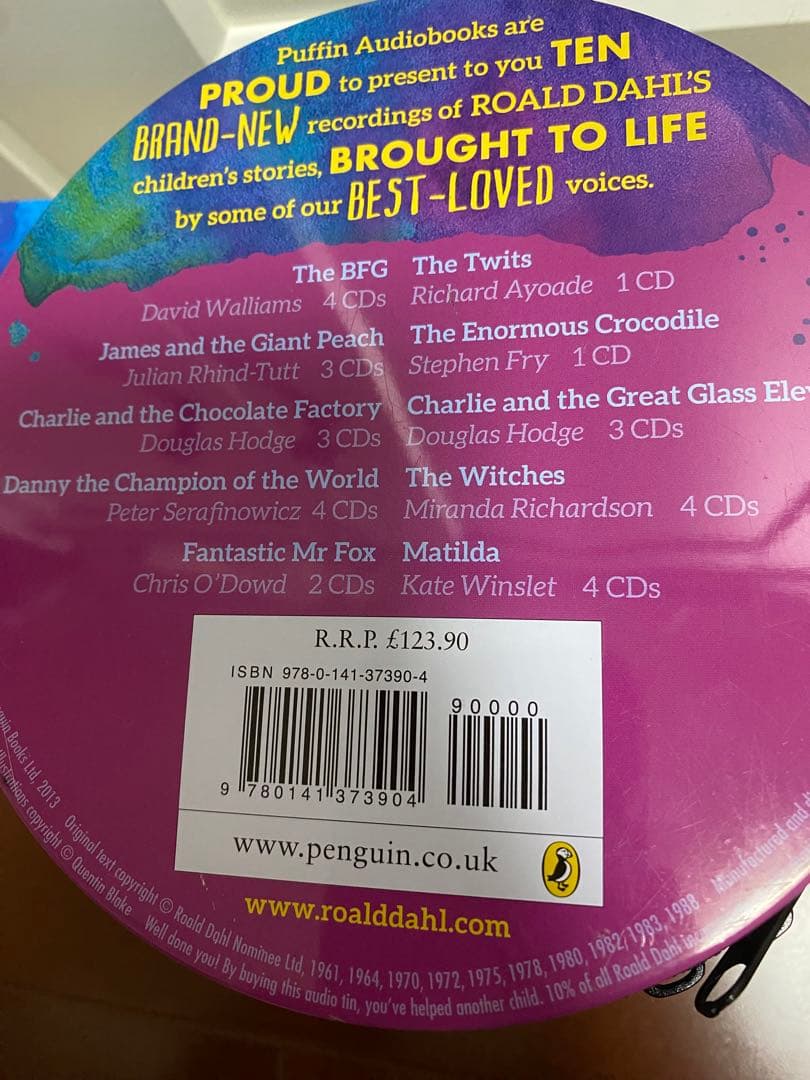 Puffin Audiobooks are
PROUD to present to you TEN
BRAND-NEW recordings of ROALD DAHL'S
children's stories, BROUGHT TO LIFE
by some of our BEST-LOVED voices.
The BFG
David Walliams 4 CDs
James and the Giant Peach
Julian Rhind-Tutt 3 CDs
Charlie and the Chocolate Factory
Douglas Hodge 3 CDs
Danny the Champion of the World
Peter Serafinowicz 4 CDs
Fantastic Mr Fox
Chris O'Dowd 2 CDs
The Twits
Richard Ayoade 1 CD
The Enormous Crocodile
Stephen Fry 1 CD
Charlie and the Great Glass Ele
Douglas Hodge 3 CDs
The Witches
Miranda Richardson 4 CDs
Matilda
Kate Winslet 4 CDs
R.R.P. £123.90
ISBN 978-0-141-37390-4
90000
9 780141 373904
www.penguin.co.uk
www.roalddahl.com
Books Ltd, 2013 Original text copyright © Roald Dahl Nominee Ltd, 1961, 1964, 1970, 1972, 1975, 1978, 1980, 1982, 1983, 1988 Manufactured and
copyright © Quentin Blake Well done you! By buying this audio tin, you've helped another child. 10% of all Roald Dahl